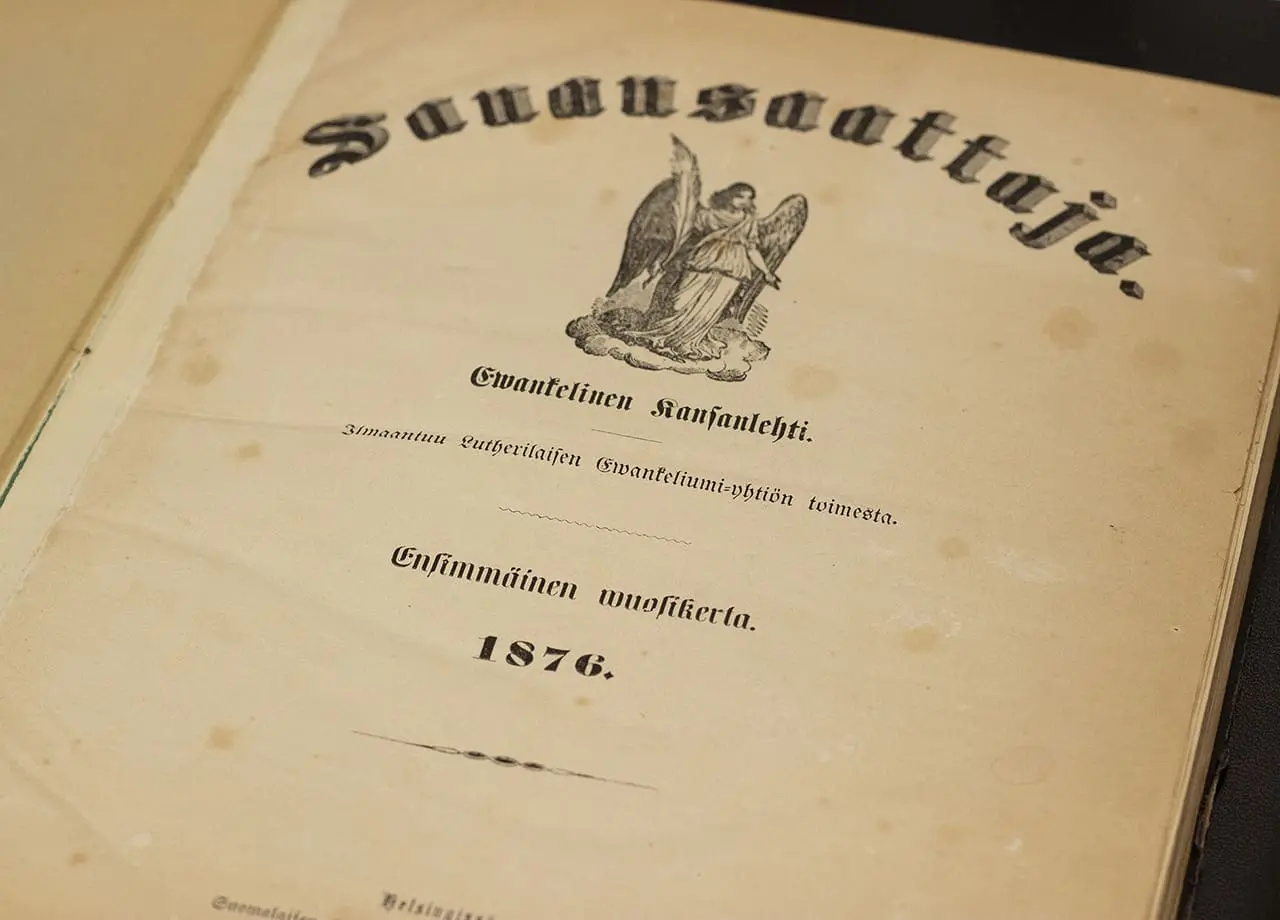 Sanansaattaja.
Ewankelinen Kansanlehti.
Ilmaantuu Lutherilaisen Ewankeliumi-yhtiön toimesta.
Ensimmäinen wuosikerta.
1876.